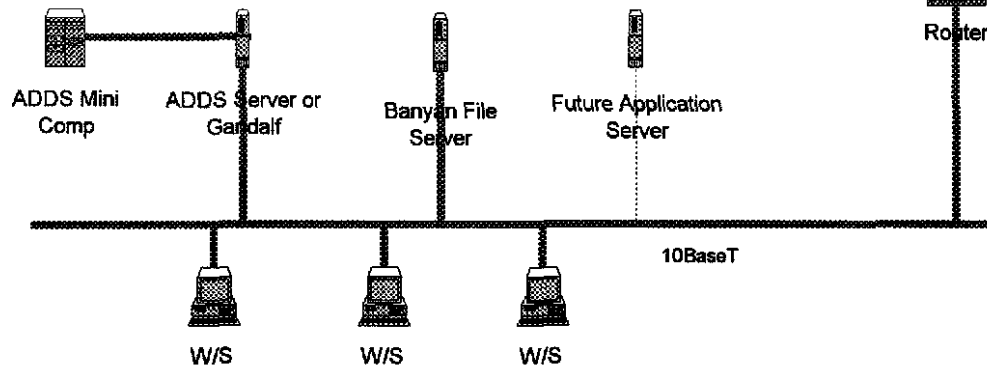 Router
ADDS Mini
Comp
ADDS Server or
Gandalf
Banyan File
Server
Future Application
Server
10BaseT
W/S
W/S
W/S